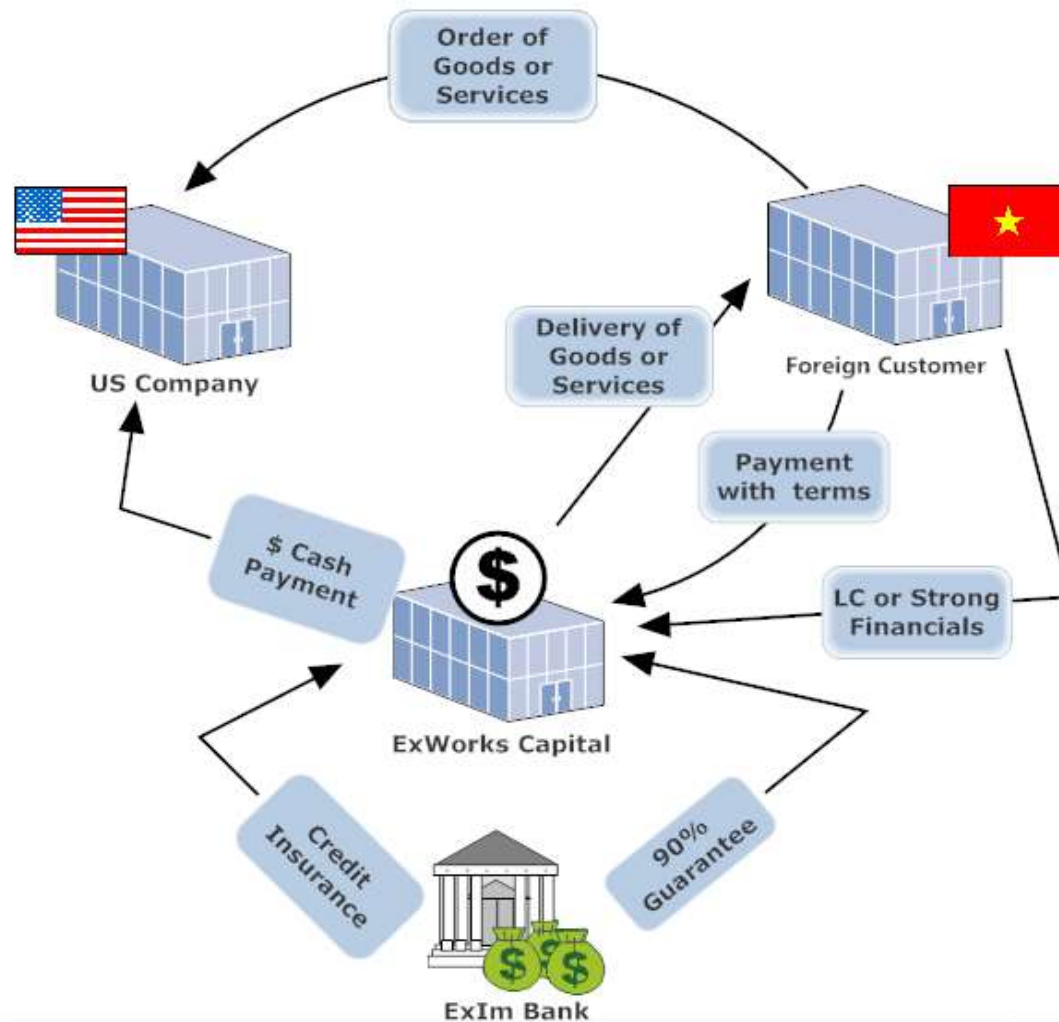 Order of
Goods or
Services
US Company
Delivery of
Goods or
Services
Foreign Customer
Payment
with terms
$ Cash
Payment
$
LC or Strong
Financials
ExWorks Capital
Credit
Insurance
90%
Guarantee
$ $ $
ExIm Bank